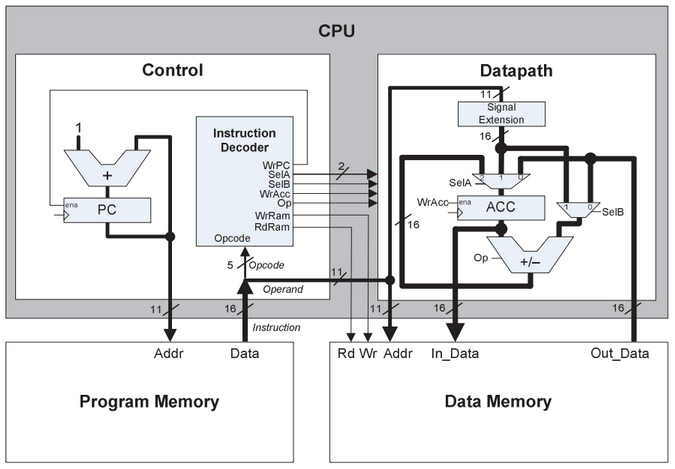 CPU
Control
Datapath
11
Signal
Extension
16
1
+
ena
PC
Instruction
Decoder
WrPC
SelA
SelB
WrAcc
Op
WrRam
RdRam
Opcode
2
5
Opcode
Operand
11
2 1 0
SelA
WrAcc
ena
ACC
1 0
SelB
16
Op
+/−
11
16
Instruction
11
16
16
Addr
Data
Rd Wr Addr
In_Data
Out_Data
Program Memory
Data Memory